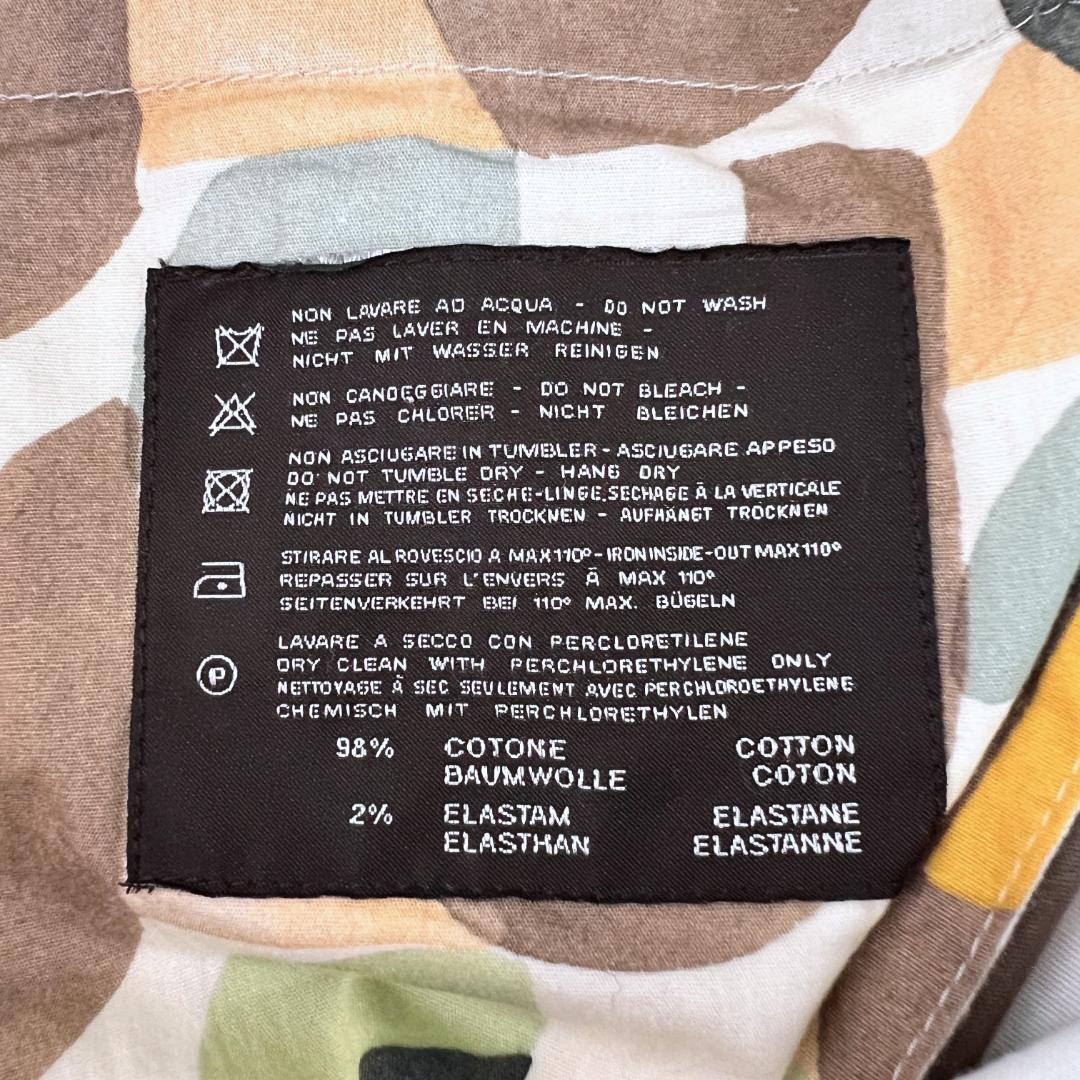 NON LAVARE AD ACQUA - DO NOT WASH
NE PAS LAVER EN MACHINE -
NICHT MIT WASSER REINIGEN
NON CANDEGGIARE - DO NOT BLEACH -
NE PAS CHLORER - NICHT BLEICHEN
NON ASCIUGARE IN TUMBLER - ASCIUGARE APPESO
DO NOT TUMBLE DRY - HANG DRY
NE PAS METTRE EN SECHE-LINGE.SECHAGE Ā LA VERTICALE
NICHT IN TUMBLER TROCKNEN - AUFHÄNGT TROCKNEN
STIRARE AL ROVESCIO A MAX 110° - IRON INSIDE-OUT MAX 110°
REPASSER SUR L'ENVERS Ā MAX 110°
SEITENVERKEHRT BEI 110° MAX. BÜGELN
P LAVARE A SECCO CON PERCLORETILENE
DRY CLEAN WITH PERCHLORETHYLENE ONLY
NETTOYAGE Ā SEC SEULEMENT AVEC PERCHLOROETHYLENE
CHEMISCH MIT PERCHLORETHYLEN
98% COTONE COTTON
BAUMWOLLE COTON
2% ELASTAM ELASTANE
ELASTHAN ELASTANNE